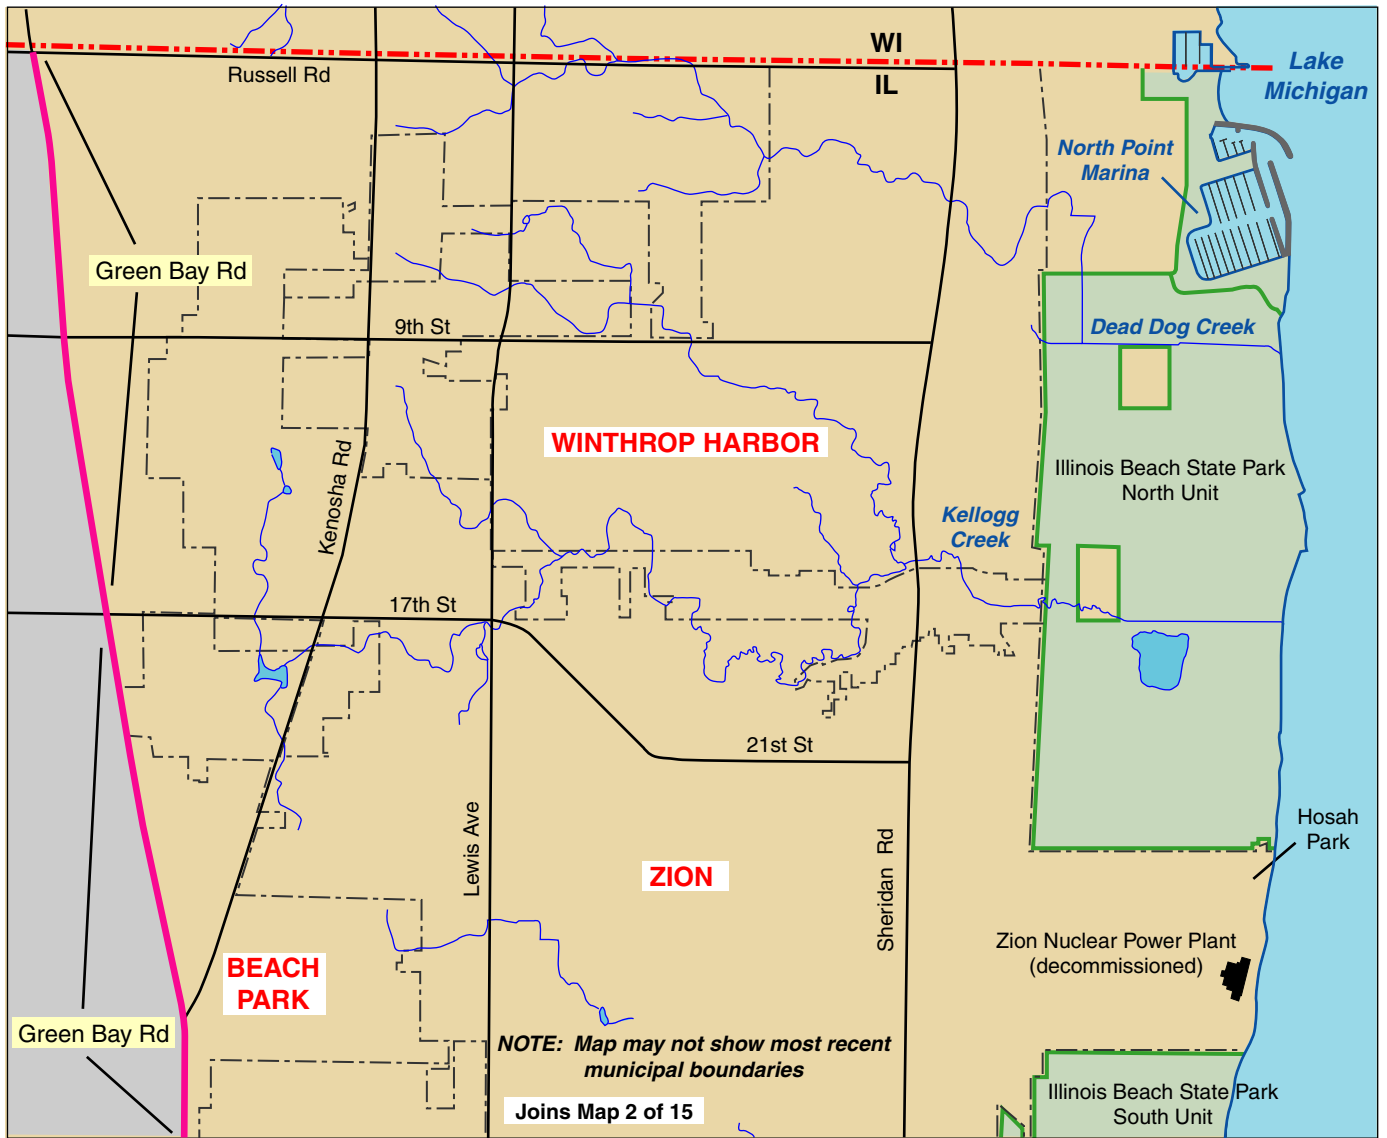 WI
IL
Russell Rd
Lake
Michigan
North Point
Marina
Green Bay Rd
9th St
Dead Dog Creek
WINTHROP HARBOR
Illinois Beach State Park
North Unit
Kenosha Rd
Kellogg
Creek
17th St
21st St
Lewis Ave
Sheridan Rd
Hosah
Park
ZION
Zion Nuclear Power Plant
(decommissioned)
BEACH
PARK
Green Bay Rd
NOTE: Map may not show most recent
municipal boundaries
Joins Map 2 of 15
Illinois Beach State Park
South Unit